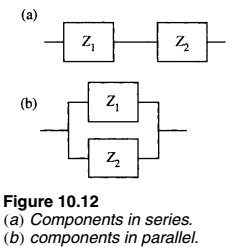 (a)
Z₁ Z₂
(b)
Z₁
Z₂
Figure 10.12
(a) Components in series.
(b) components in parallel.